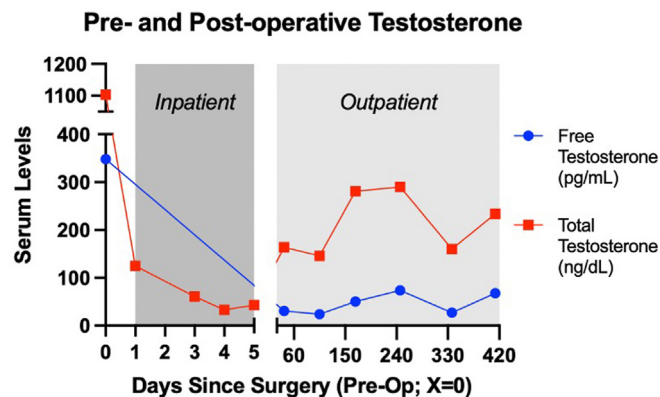 Pre- and Post-operative Testosterone
1200
1100
400
300
200
100
0
Serum Levels
Inpatient
Outpatient
0 1 2 3 4 5 60 150 240 330 420
Days Since Surgery (Pre-Op; X=0)
Free
Testosterone
(pg/mL)
Total
Testosterone
(ng/dL)